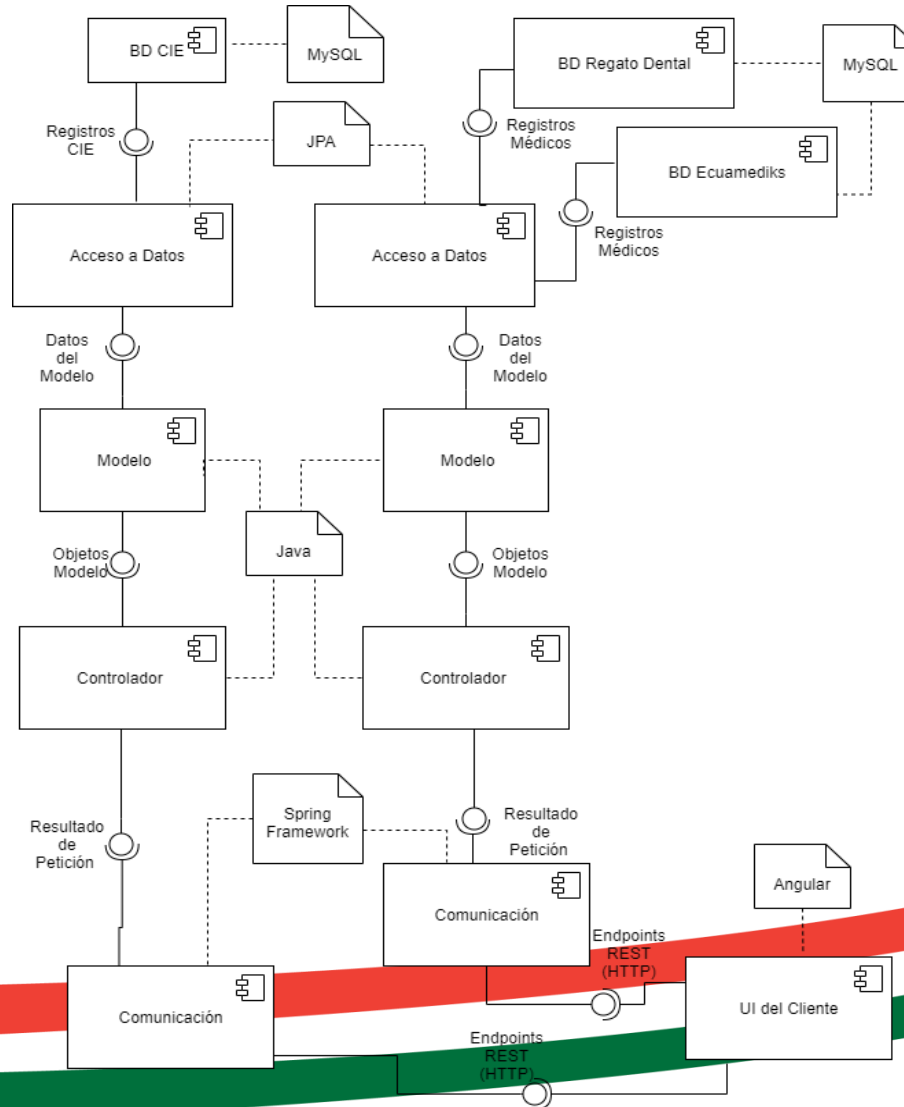 BD CIE
MySQL
BD Regato Dental
MySQL
Registros
CIE
JPA
Registros
Médicos
BD Ecuamediks
Acceso a Datos
Acceso a Datos
Registros
Médicos
Datos
del
Modelo
Datos
del
Modelo
Modelo
Modelo
Objetos
Modelo
Java
Objetos
Modelo
Controlador
Controlador
Resultado
de
Petición
Spring
Framework
Resultado
de
Petición
Angular
Comunicación
Endpoints
REST
(HTTP)
Comunicación
UI del Cliente
Endpoints
REST
(HTTP)